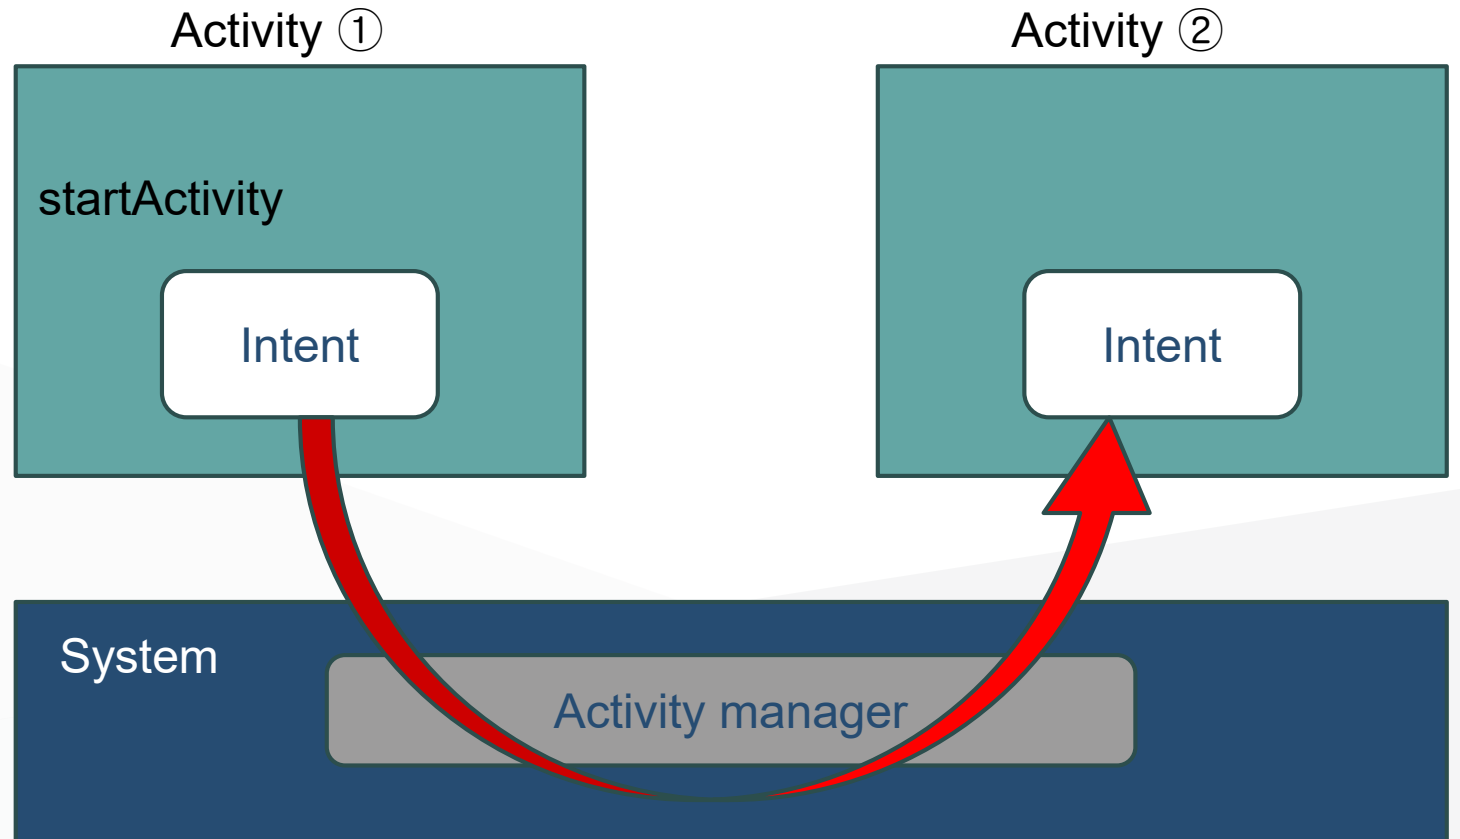 Activity ①
Activity ②
startActivity
Intent
Intent
System
Activity manager